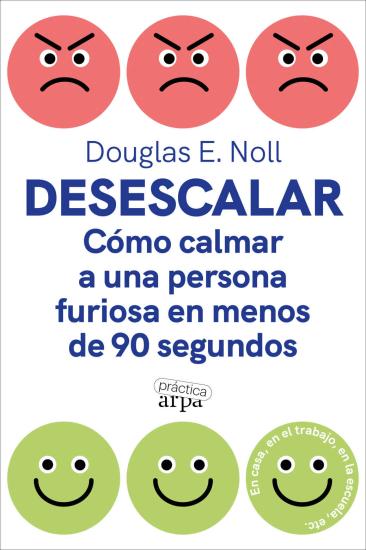 Douglas E. Noll
DESESCALAR
Cómo calmar
a una persona
furiosa en menos
de 90 segundos
práctica
arpa
En casa, en el trabajo, en la escuela, etc.